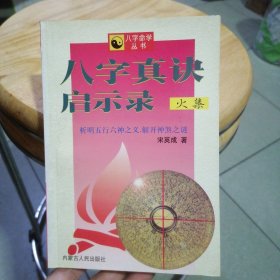 八字命学
丛书
八字真诀
启示录
火集
析明五行六神之义.解开神煞之谜
宋英成 著
内蒙古人民出版社